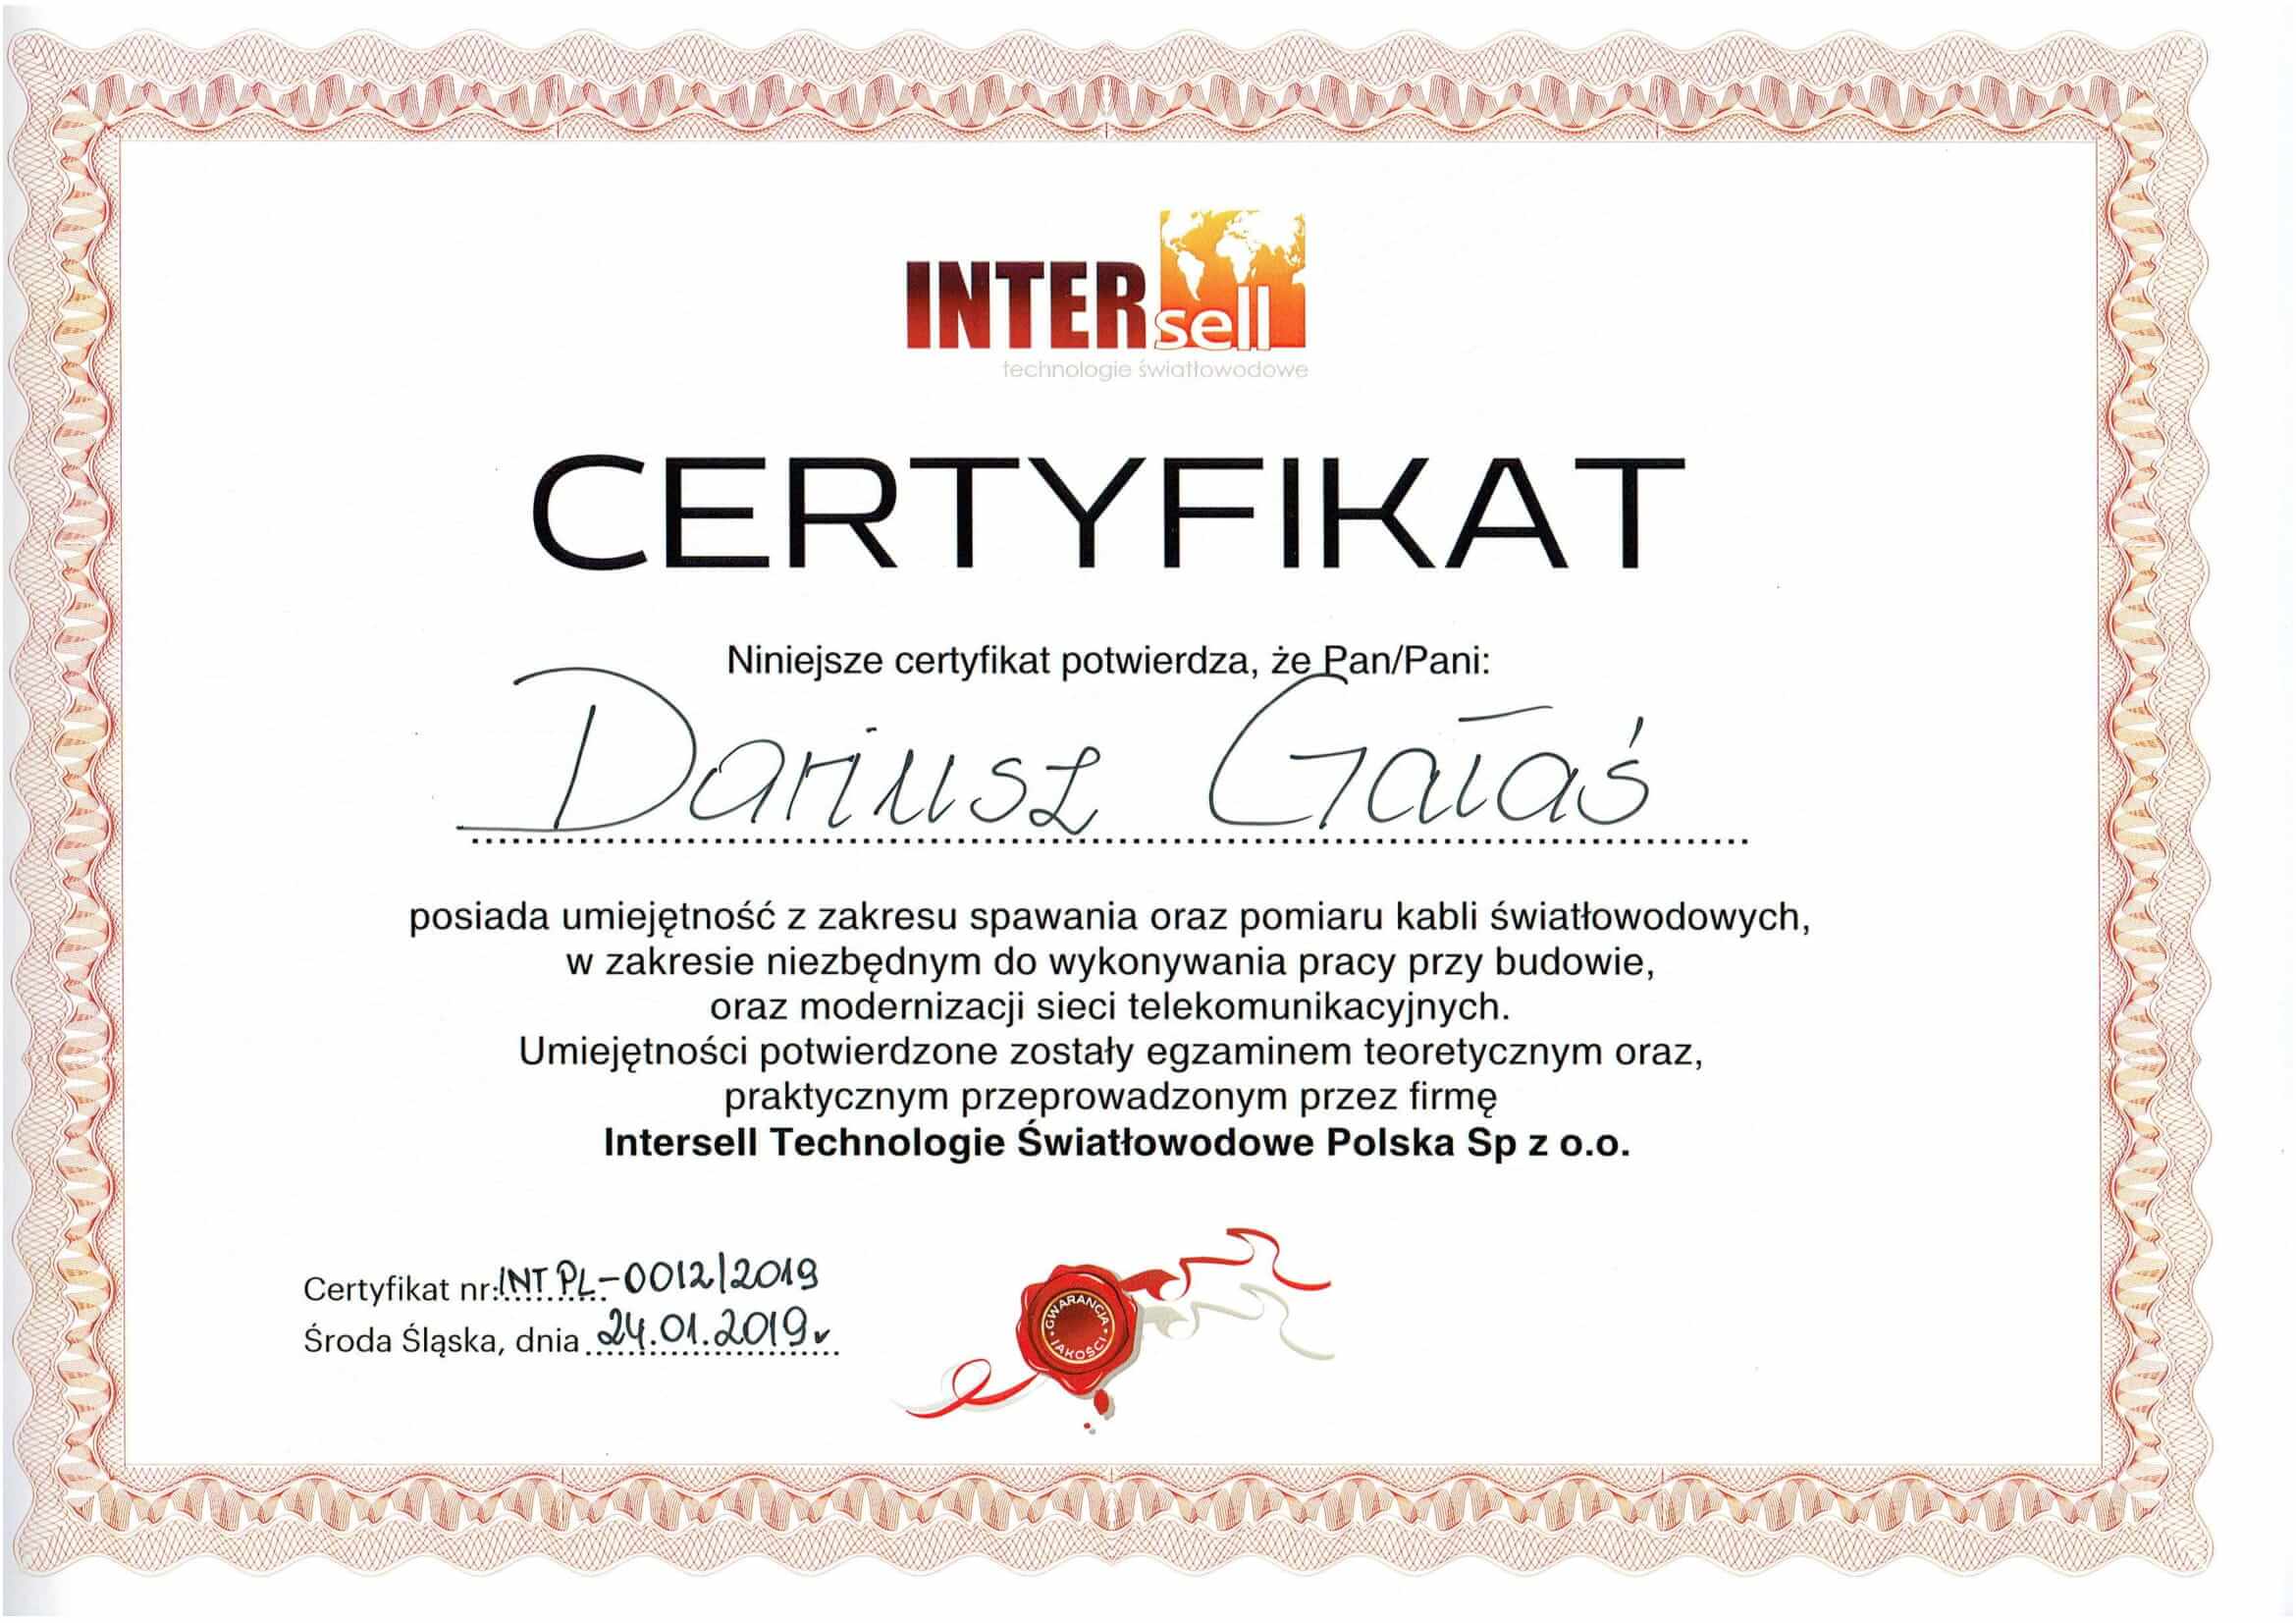 INTERsell
technologie światłowodowe
CERTYFIKAT
Niniejsze certyfikat potwierdza, że Pan/Pani:
Dariusz Gałaś
posiada umiejętność z zakresu spawania oraz pomiaru kabli światłowodowych,
w zakresie niezbędnym do wykonywania pracy przy budowie,
oraz modernizacji sieci telekomunikacyjnych.
Umiejętności potwierdzone zostały egzaminem teoretycznym oraz,
praktycznym przeprowadzonym przez firmę
Intersell Technologie Światłowodowe Polska Sp z o.o.
Certyfikat nr: INT PL-0012/2019
Środa Śląska, dnia 24.01.2019r
GWARANCJA
JAKOŚCI